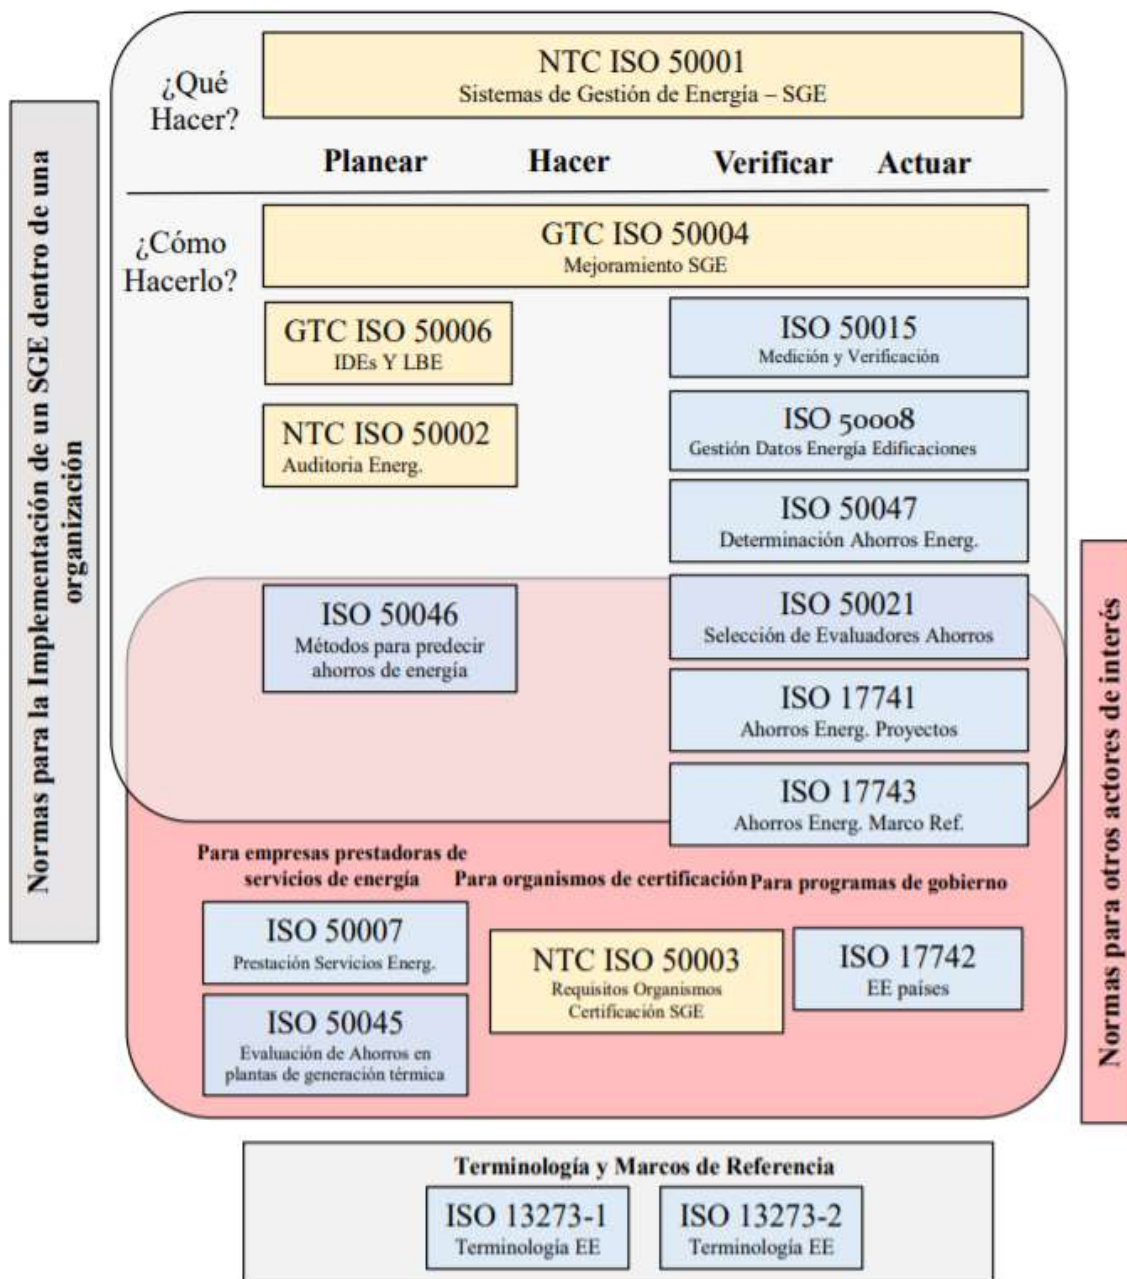 ¿Qué
Hacer?
NTC ISO 50001
Sistemas de Gestión de Energía – SGE
Planear Hacer Verificar Actuar
¿Cómo
Hacerlo?
GTC ISO 50004
Mejoramiento SGE
GTC ISO 50006
IDEs Y LBE
NTC ISO 50002
Auditoria Energ.
ISO 50015
Medición y Verificación
ISO 50008
Gestión Datos Energía Edificaciones
ISO 50047
Determinación Ahorros Energ.
ISO 50046
Métodos para predecir
ahorros de energía
ISO 50021
Selección de Evaluadores Ahorros
ISO 17741
Ahorros Energ. Proyectos
ISO 17743
Ahorros Energ. Marco Ref.
Normas para la Implementación de un SGE dentro de una
organización
Normas para otros actores de interés
Para empresas prestadoras de
servicios de energía
Para organismos de certificación
Para programas de gobierno
ISO 50007
Prestación Servicios Energ.
ISO 50045
Evaluación de Ahorros en
plantas de generación térmica
NTC ISO 50003
Requisitos Organismos
Certificación SGE
ISO 17742
EE países
Terminología y Marcos de Referencia
ISO 13273-1
Terminología EE
ISO 13273-2
Terminología EE